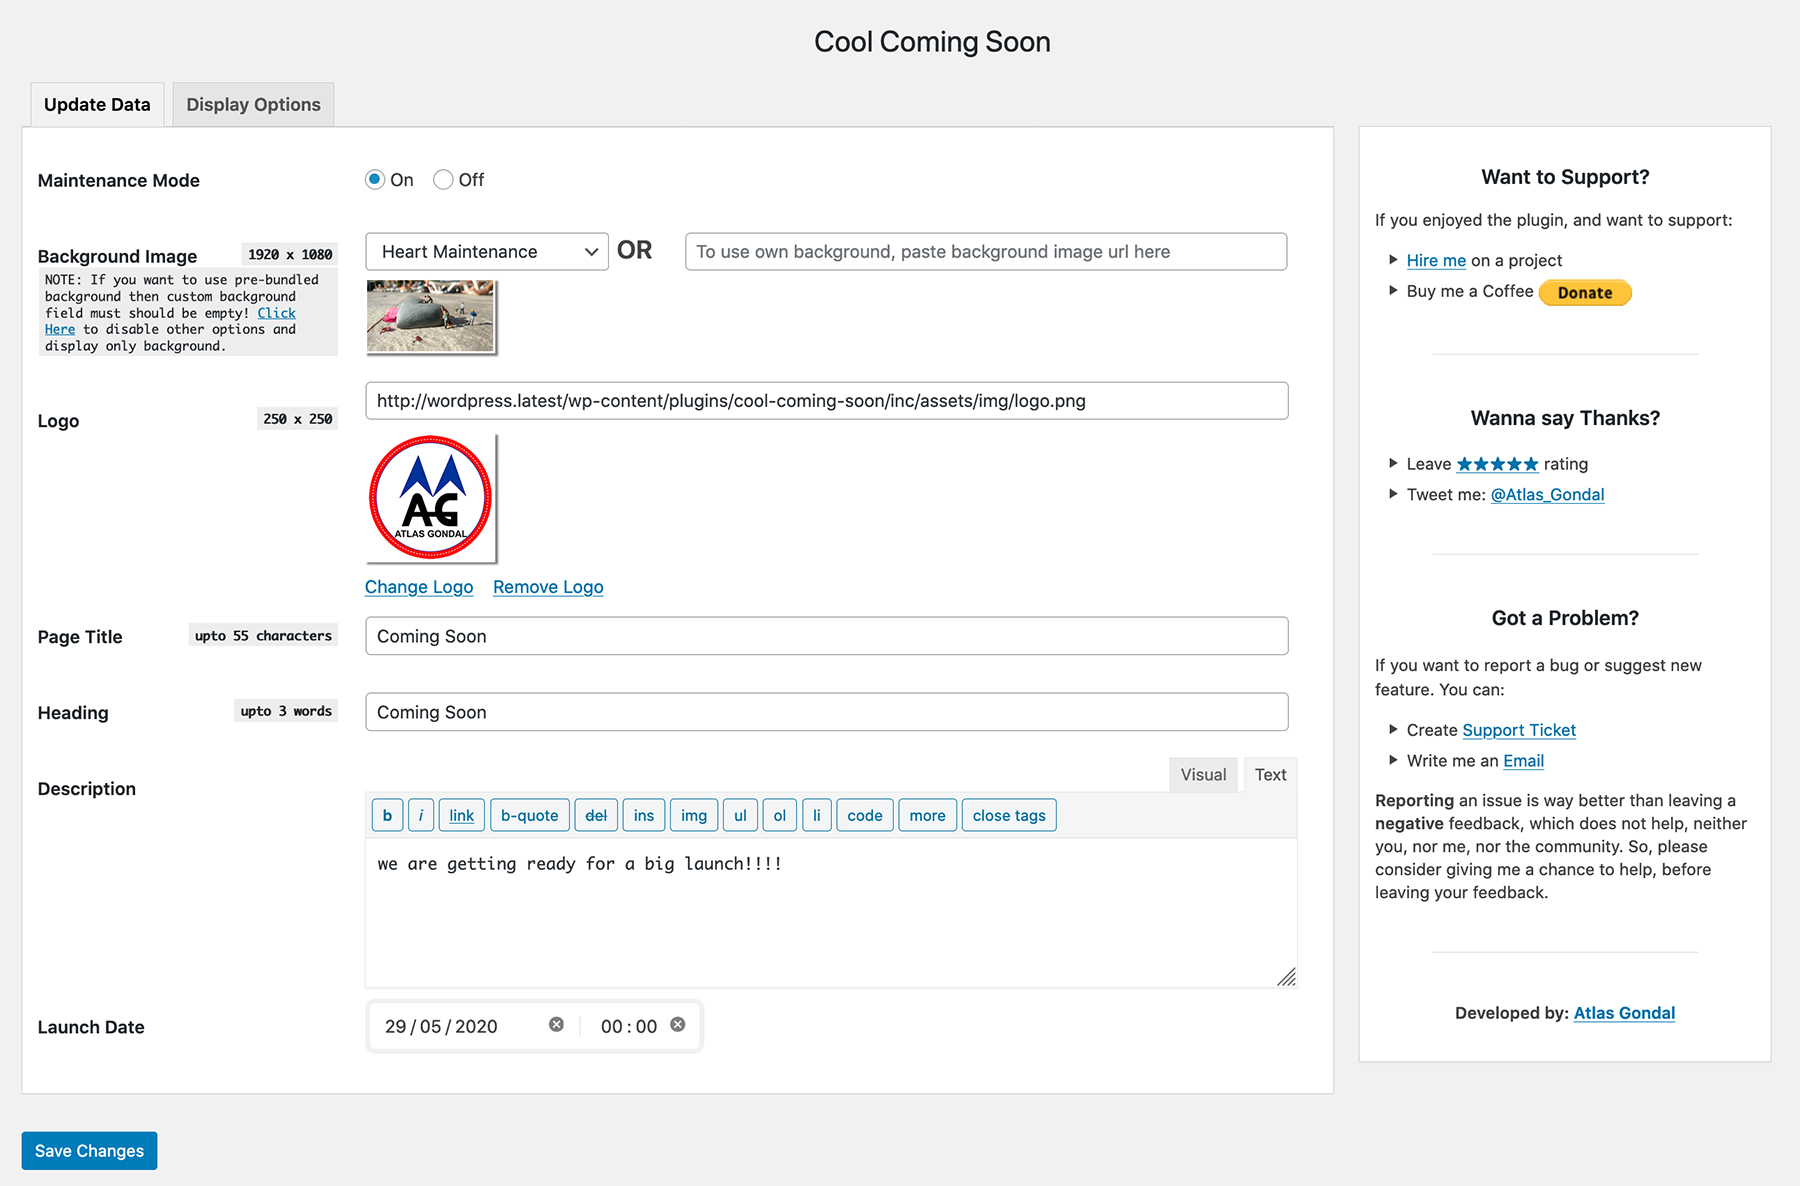 Cool Coming Soon
Update Data
Display Options
Maintenance Mode
On
Off
Background Image
1920 x 1080
NOTE: If you want to use pre-bundled
background then custom background
field must should be empty! Click
Here to disable other options and
display only background.
Heart Maintenance
OR
To use own background, paste background image url here
Logo
250 x 250
http://wordpress.latest/wp-content/plugins/cool-coming-soon/inc/assets/img/logo.png
AG
ATLAS GONDAL
Change Logo
Remove Logo
Page Title
upto 55 characters
Coming Soon
Heading
upto 3 words
Coming Soon
Description
Visual
Text
b
i
link
b-quote
del
ins
img
ul
ol
li
code
more
close tags
we are getting ready for a big launch!!!!
Launch Date
29/05/2020
00:00
Save Changes
Want to Support?
If you enjoyed the plugin, and want to support:
Hire me on a project
Buy me a Coffee Donate
Wanna say Thanks?
Leave ★★★★★ rating
Tweet me: @Atlas_Gondal
Got a Problem?
If you want to report a bug or suggest new
feature. You can:
Create Support Ticket
Write me an Email
Reporting an issue is way better than leaving a
negative feedback, which does not help, neither
you, nor me, nor the community. So, please
consider giving me a chance to help, before
leaving your feedback.
Developed by: Atlas Gondal